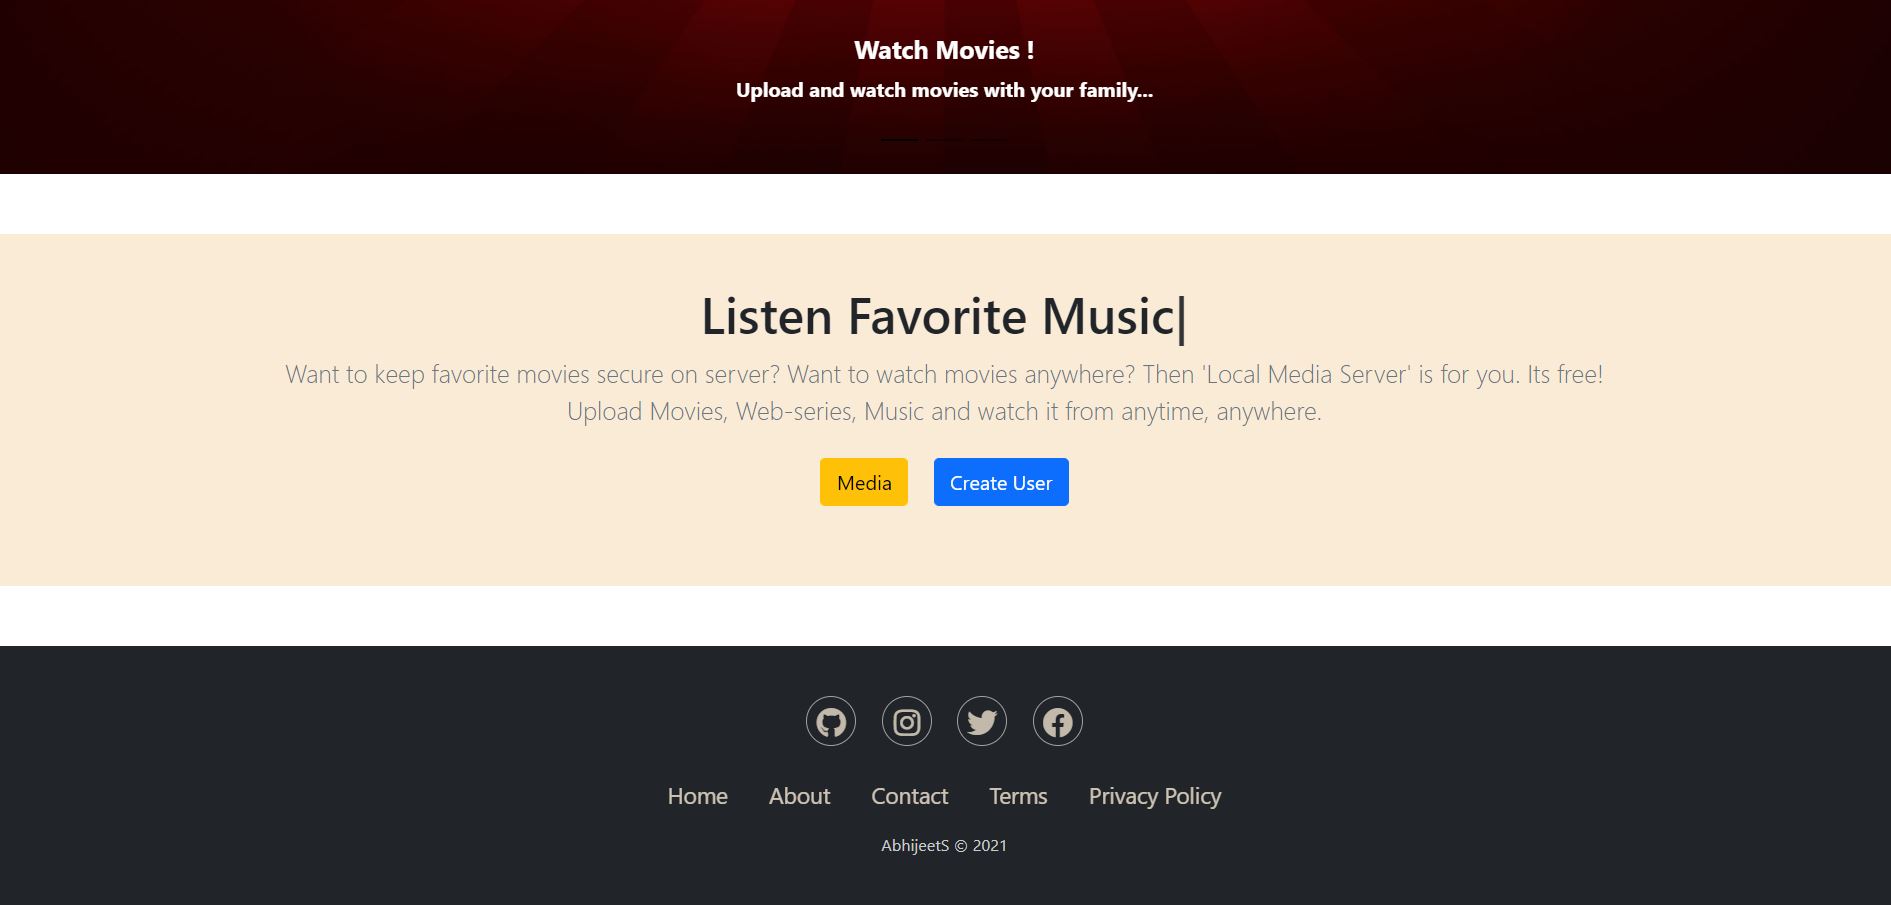 Watch Movies !
Upload and watch movies with your family...
Listen Favorite Music|
Want to keep favorite movies secure on server? Want to watch movies anywhere? Then 'Local Media Server' is for you. Its free!
Upload Movies, Web-series, Music and watch it from anytime, anywhere.
Media Create User
Home About Contact Terms Privacy Policy
AbhijeetS © 2021